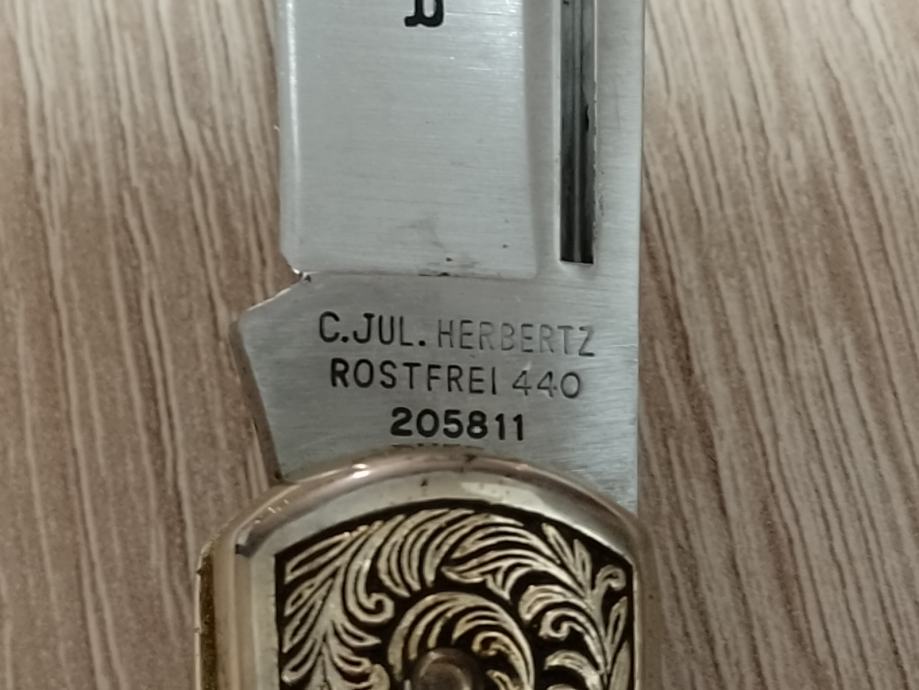 C.JUL. HERBERTZ
ROSTFREI 440
205811